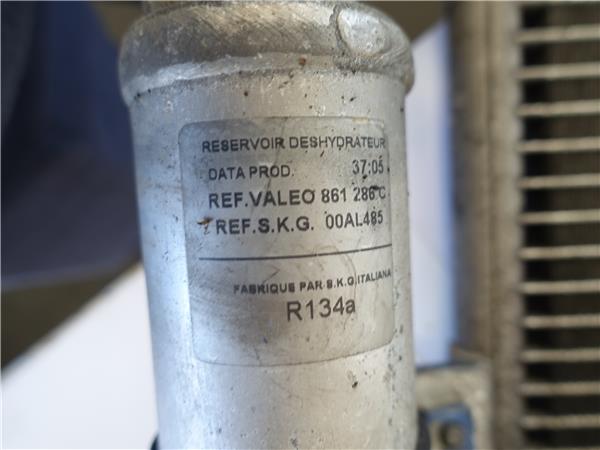 RESERVOIR DESHYDRATEUR
DATA PROD. 37:05
REF.VALEO 861 286 C
REF.S.K.G. 00AL485
FABRIQUE PAR S.K.G.ITALIANA
R134a